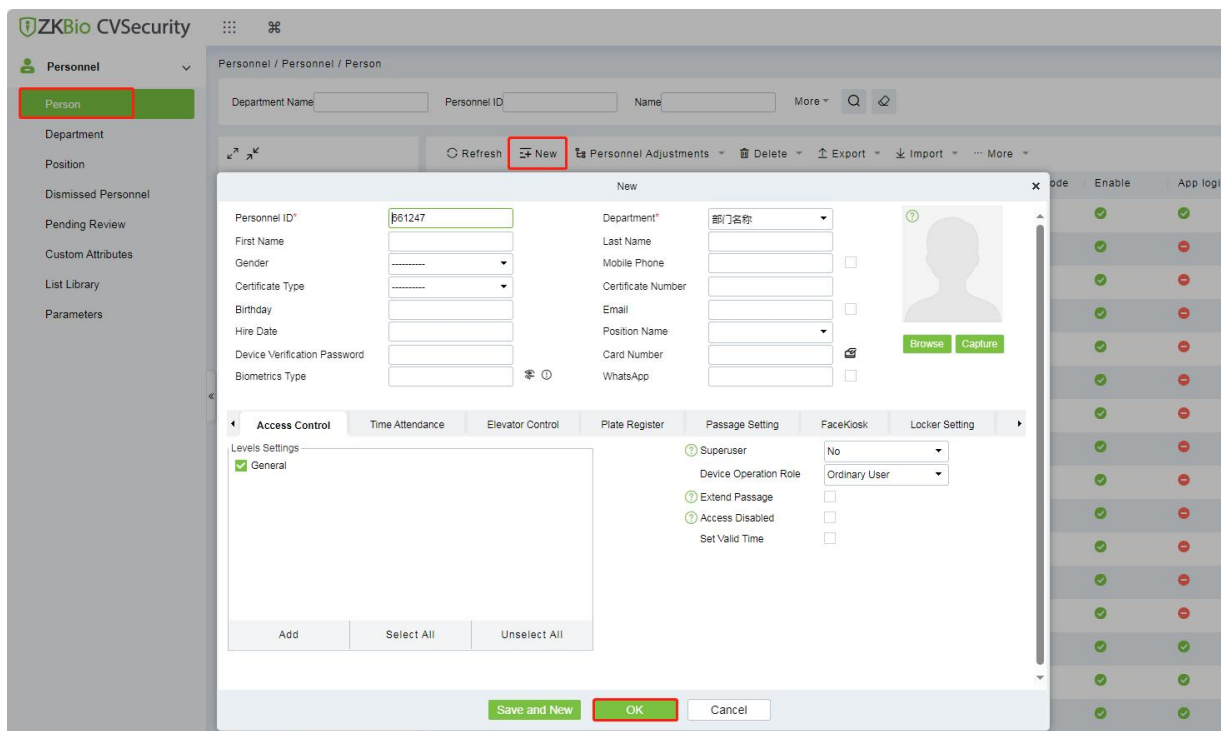 ZKBio CVSecurity
Personnel
Personnel / Personnel / Person
Person
Department Name Personnel ID Name More
Department
Position
Refresh New Personnel Adjustments Delete Export Import ··· More
Dismissed Personnel
New
ode Enable App logi
Pending Review
Custom Attributes
List Library
Parameters
Personnel ID* 661247 Department* 部门名称
First Name Last Name
Gender ---------- Mobile Phone
Certificate Type ---------- Certificate Number
Birthday Email
Hire Date Position Name
Browse Capture
Device Verification Password Card Number
Biometrics Type WhatsApp
Access Control Time Attendance Elevator Control Plate Register Passage Setting FaceKiosk Locker Setting
Levels Settings
General
Superuser No
Device Operation Role Ordinary User
Extend Passage
Access Disabled
Set Valid Time
Add Select All Unselect All
Save and New OK Cancel